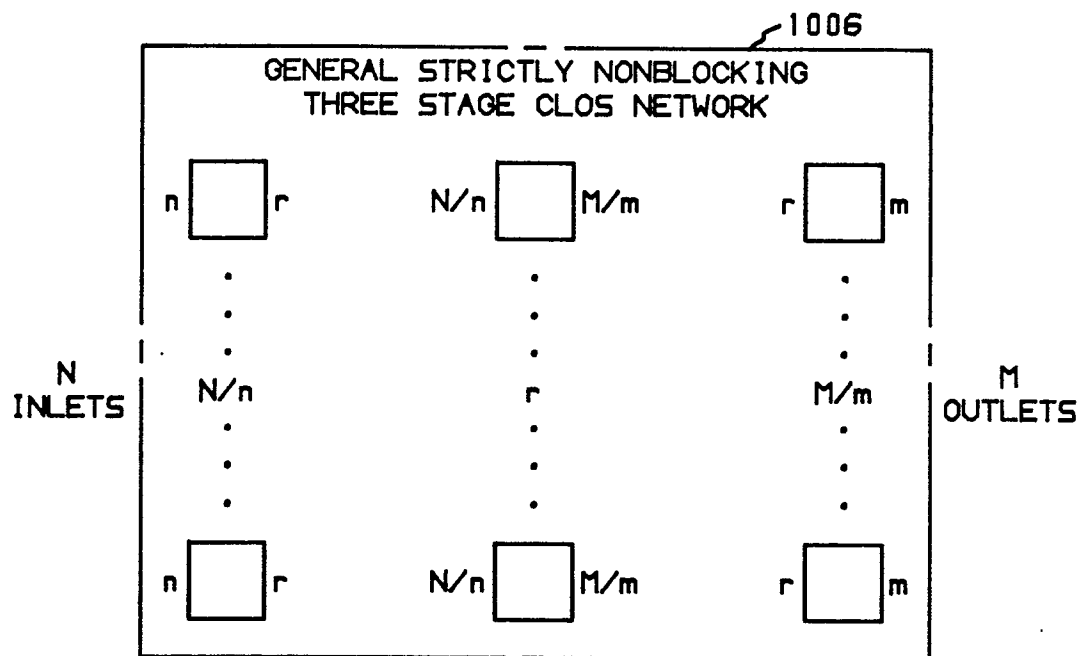 1006
GENERAL STRICTLY NONBLOCKING
THREE STAGE CLOS NETWORK
n r N/n M/m r m
N/n r M/m
N
INLETS
M
OUTLETS
n r N/n M/m r m